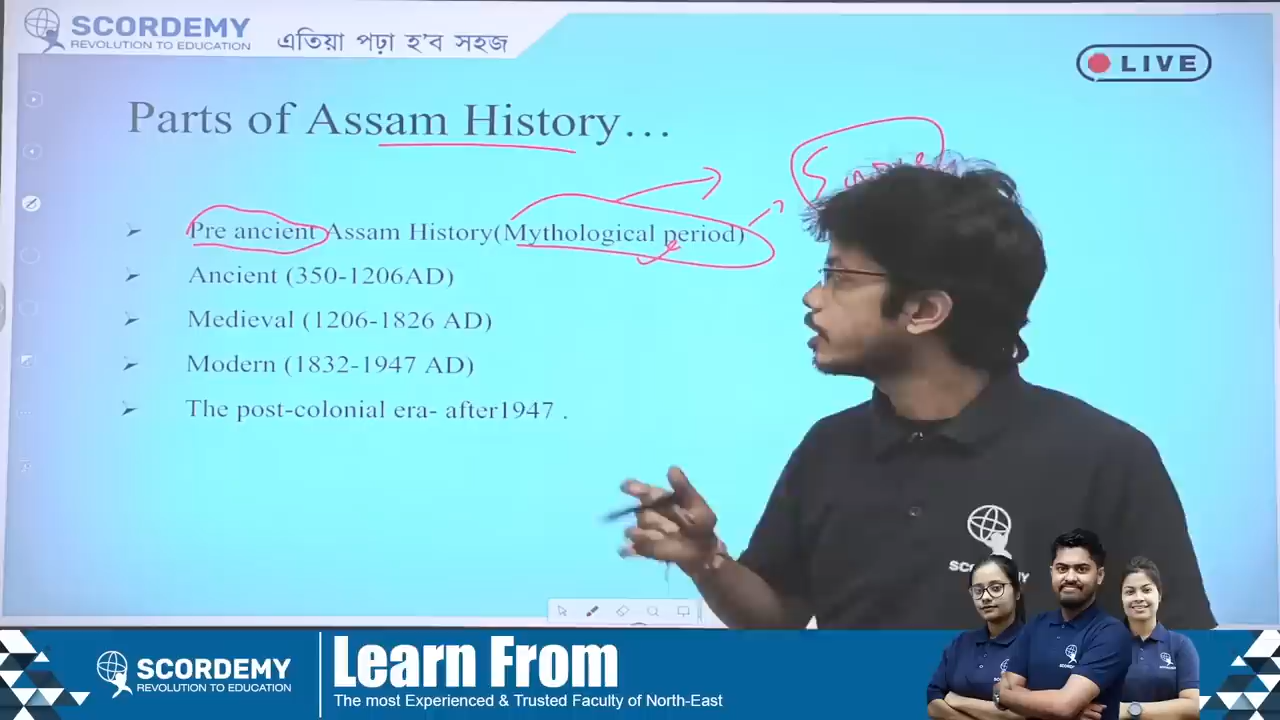 SCORDEMY
REVOLUTION TO EDUCATION
এতিয়া পঢ়া হ'ব সহজ
LIVE
Parts of Assam History...
➢ Pre ancient Assam History(Mythological period)
➢ Ancient (350-1206AD)
➢ Medieval (1206-1826 AD)
➢ Modern (1832-1947 AD)
➢ The post-colonial era- after1947 .
SCORDEMY
REVOLUTION TO EDUCATION
Learn From
The most Experienced & Trusted Faculty of North-East